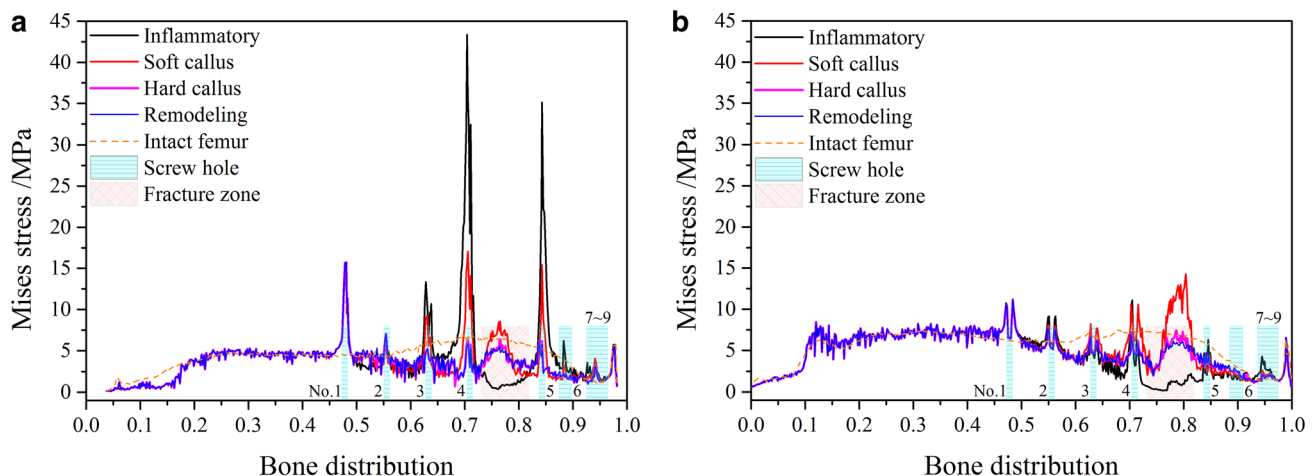 a
Mises stress /MPa
45
40
35
30
25
20
15
10
5
0
Inflammatory
Soft callus
Hard callus
Remodeling
Intact femur
Screw hole
Fracture zone
7~9
No.1 2 3 4 5 6
0.0 0.1 0.2 0.3 0.4 0.5 0.6 0.7 0.8 0.9 1.0
Bone distribution
b
Mises stress /MPa
45
40
35
30
25
20
15
10
5
0
Inflammatory
Soft callus
Hard callus
Remodeling
Intact femur
Screw hole
Fracture zone
7~9
No.1 2 3 4 5 6
0.0 0.1 0.2 0.3 0.4 0.5 0.6 0.7 0.8 0.9 1.0
Bone distribution